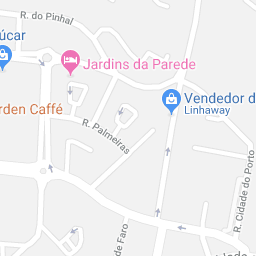 R. do Pinhal
úcar
Jardins da Parede
Vendedor d
Linhaway
rden Caffé
R. Palmeiras
R. Cidade do Porto
de Faro